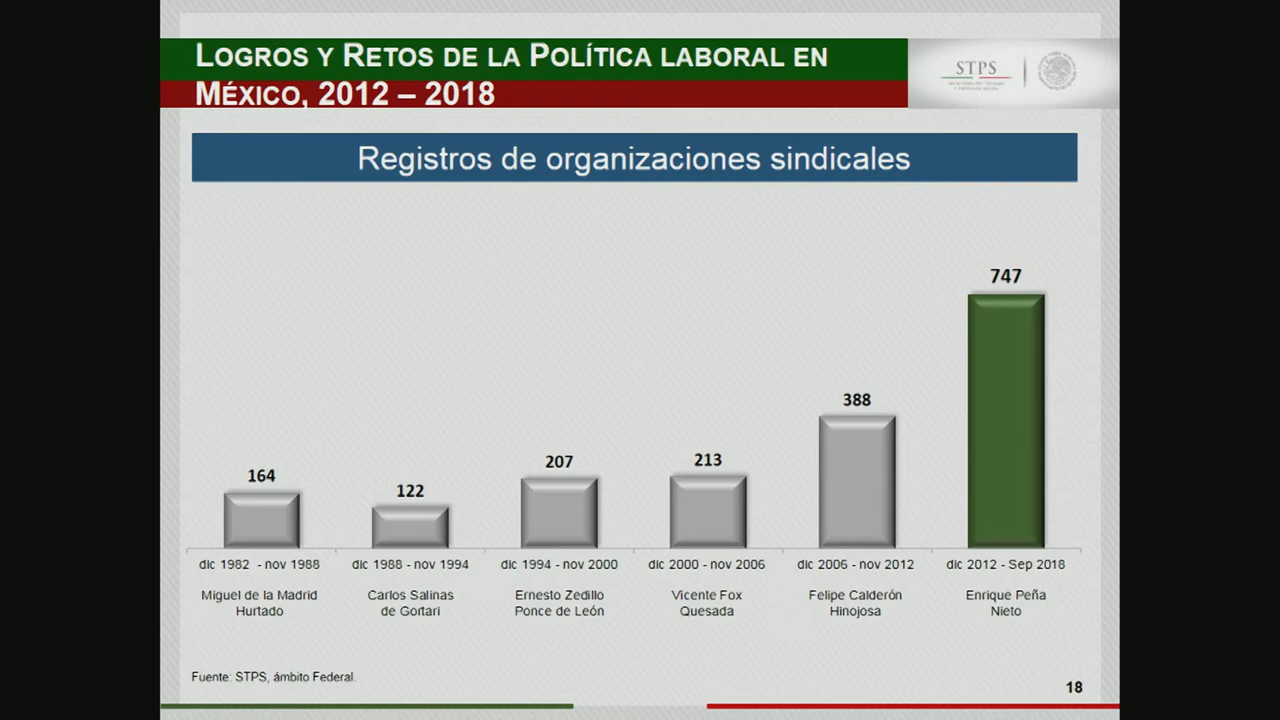 LOGROS Y RETOS DE LA POLÍTICA LABORAL EN
MÉXICO, 2012 – 2018
STPS
Registros de organizaciones sindicales
747
388
213
207
164
122
dic 1982 - nov 1988
dic 1988 - nov 1994
dic 1994 - nov 2000
dic 2000 - nov 2006
dic 2006 - nov 2012
dic 2012 - Sep 2018
Miguel de la Madrid
Hurtado
Carlos Salinas
de Gortari
Ernesto Zedillo
Ponce de León
Vicente Fox
Quesada
Felipe Calderón
Hinojosa
Enrique Peña
Nieto
Fuente: STPS, ámbito Federal.
18